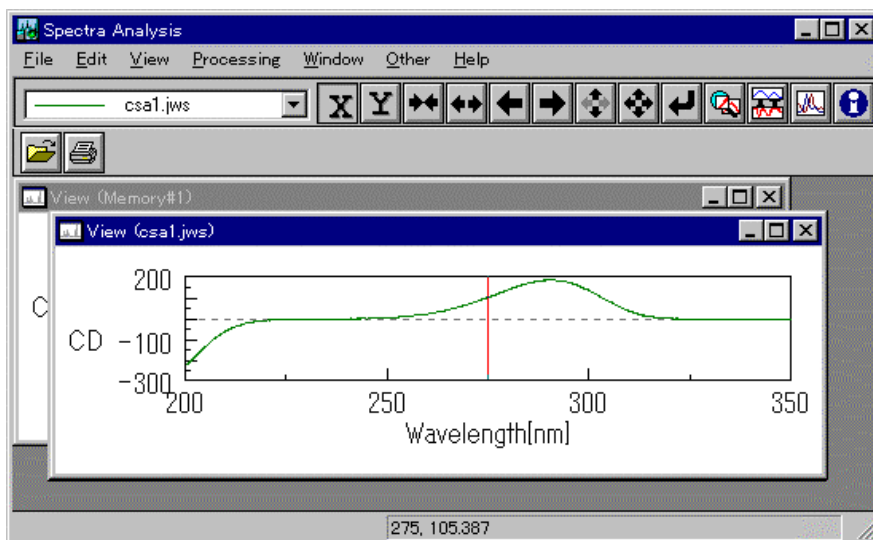 Spectra Analysis
File Edit View Processing Window Other Help
csa1.jws X Y
View (Memory#1)
View (csa1.jws)
C
200
CD -100
-300
200 250 300 350
Wavelength[nm]
275, 105.387